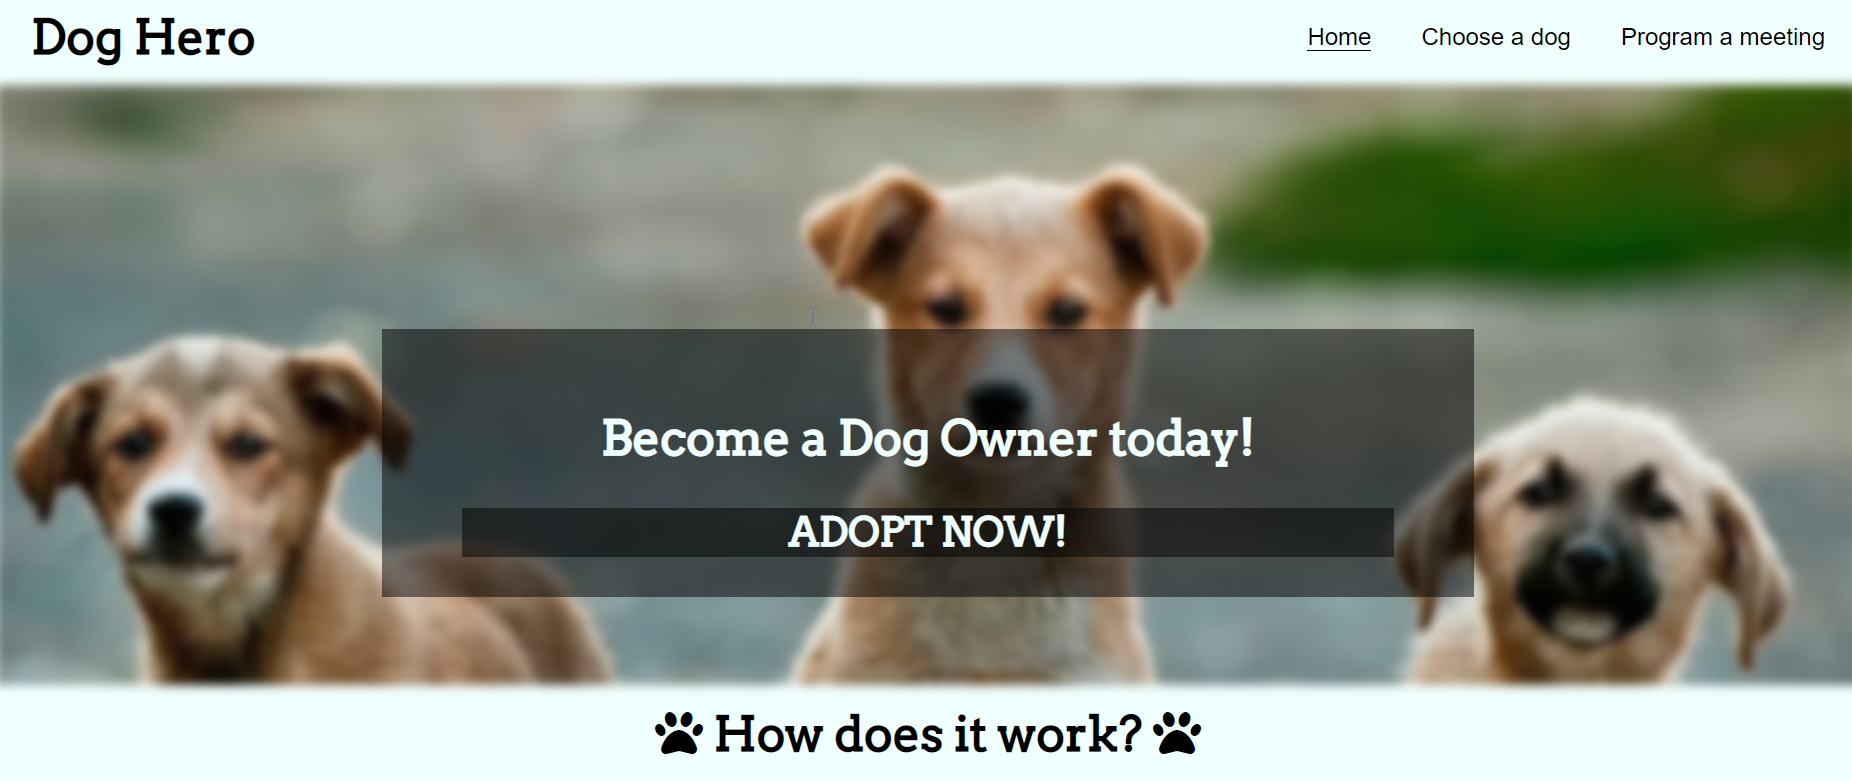 Dog Hero
Home Choose a dog Program a meeting
Become a Dog Owner today!
ADOPT NOW!
How does it work?